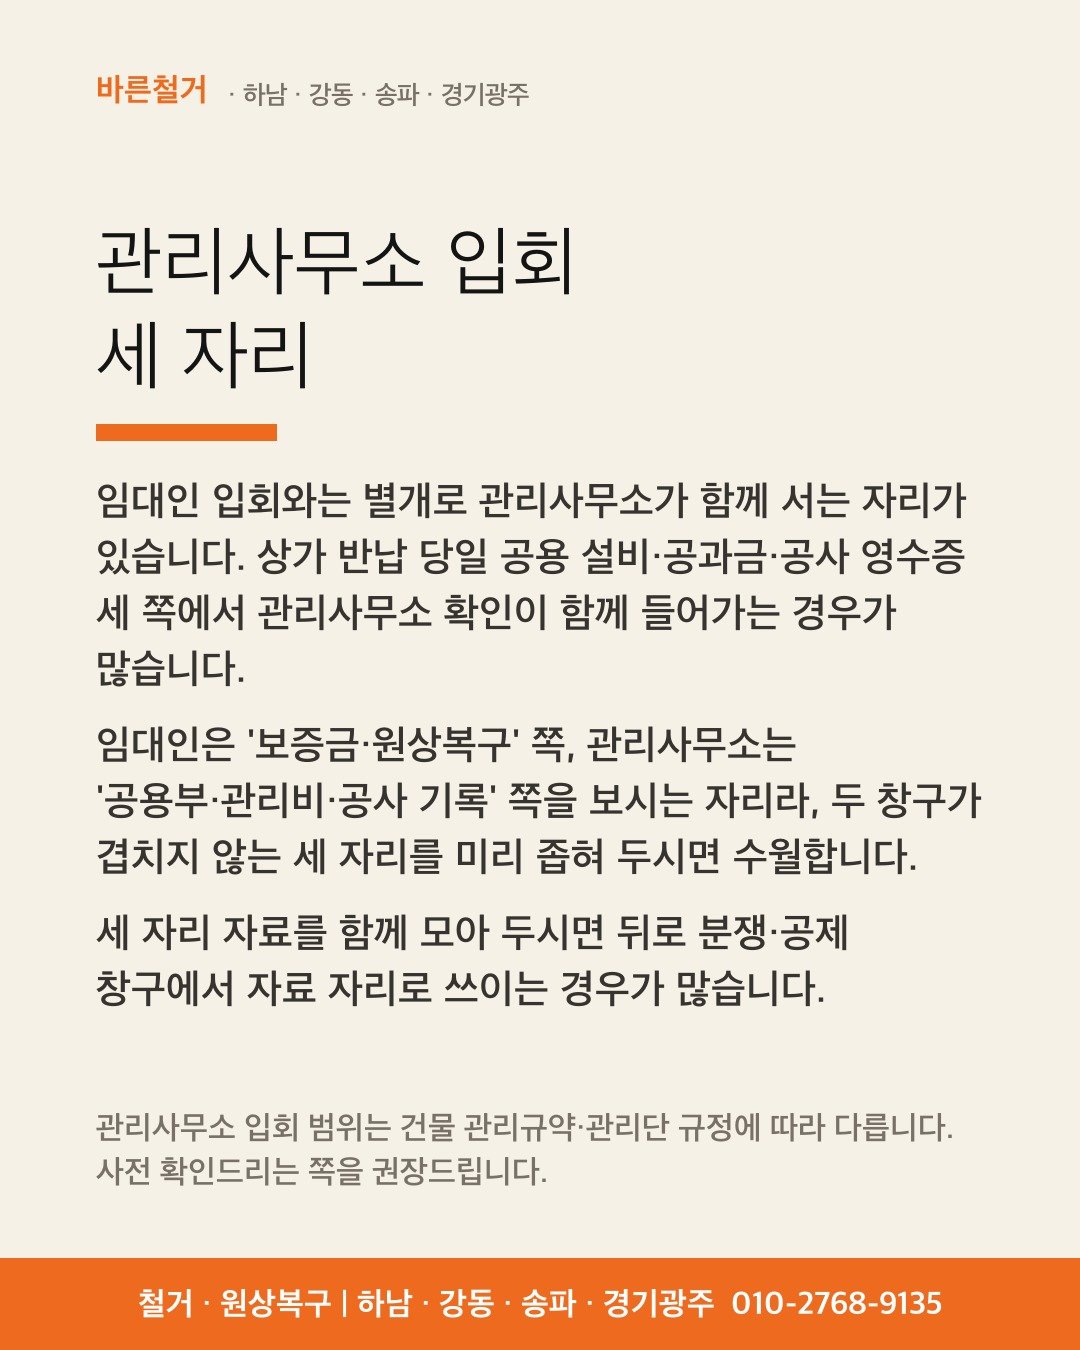 바른철거 · 하남 · 강동 · 송파 · 경기광주
관리사무소 입회
세 자리
임대인 입회와는 별개로 관리사무소가 함께 서는 자리가
있습니다. 상가 반납 당일 공용 설비·공과금·공사 영수증
세 쪽에서 관리사무소 확인이 함께 들어가는 경우가
많습니다.
임대인은 '보증금·원상복구' 쪽, 관리사무소는
'공용부·관리비·공사 기록' 쪽을 보시는 자리라, 두 창구가
겹치지 않는 세 자리를 미리 좁혀 두시면 수월합니다.
세 자리 자료를 함께 모아 두시면 뒤로 분쟁·공제
창구에서 자료 자리로 쓰이는 경우가 많습니다.
관리사무소 입회 범위는 건물 관리규약·관리단 규정에 따라 다릅니다.
사전 확인드리는 쪽을 권장드립니다.
철거 · 원상복구 | 하남 · 강동 · 송파 · 경기광주 010-2768-9135